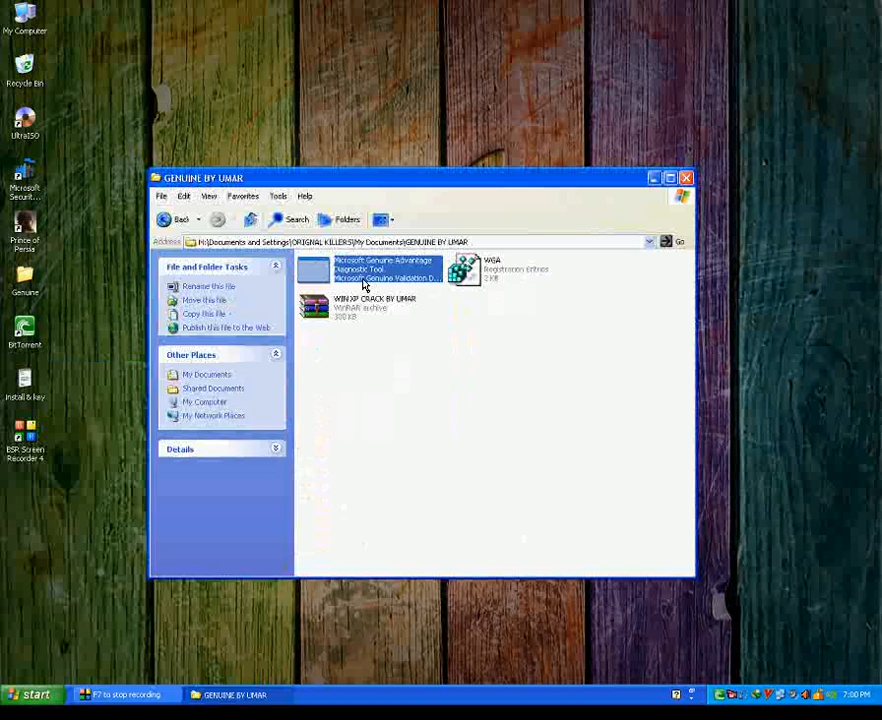 My Computer
Recycle Bin
UltraISO
Microsoft
Securit...
Prince of
Persia
Genuine
BitTorrent
Install & key
BSR Screen
Recorder 4
GENUINE BY UMAR
File Edit View Favorites Tools Help
Back Search Folders
Address H:\Documents and Settings\ORIGNAL KILLERS\My Documents\GENUINE BY UMAR Go
File and Folder Tasks
Rename this file
Move this file
Copy this file
Publish this file to the Web
Other Places
My Documents
Shared Documents
My Computer
My Network Places
Details
Microsoft Genuine Advantage
Diagnostic Tool
Microsoft Genuine Validation D...
WGA
Registration Entries
2 KB
WIN XP CRACK BY UMAR
WinRAR archive
300 KB
start
F7 to stop recording
GENUINE BY UMAR
7:00 PM